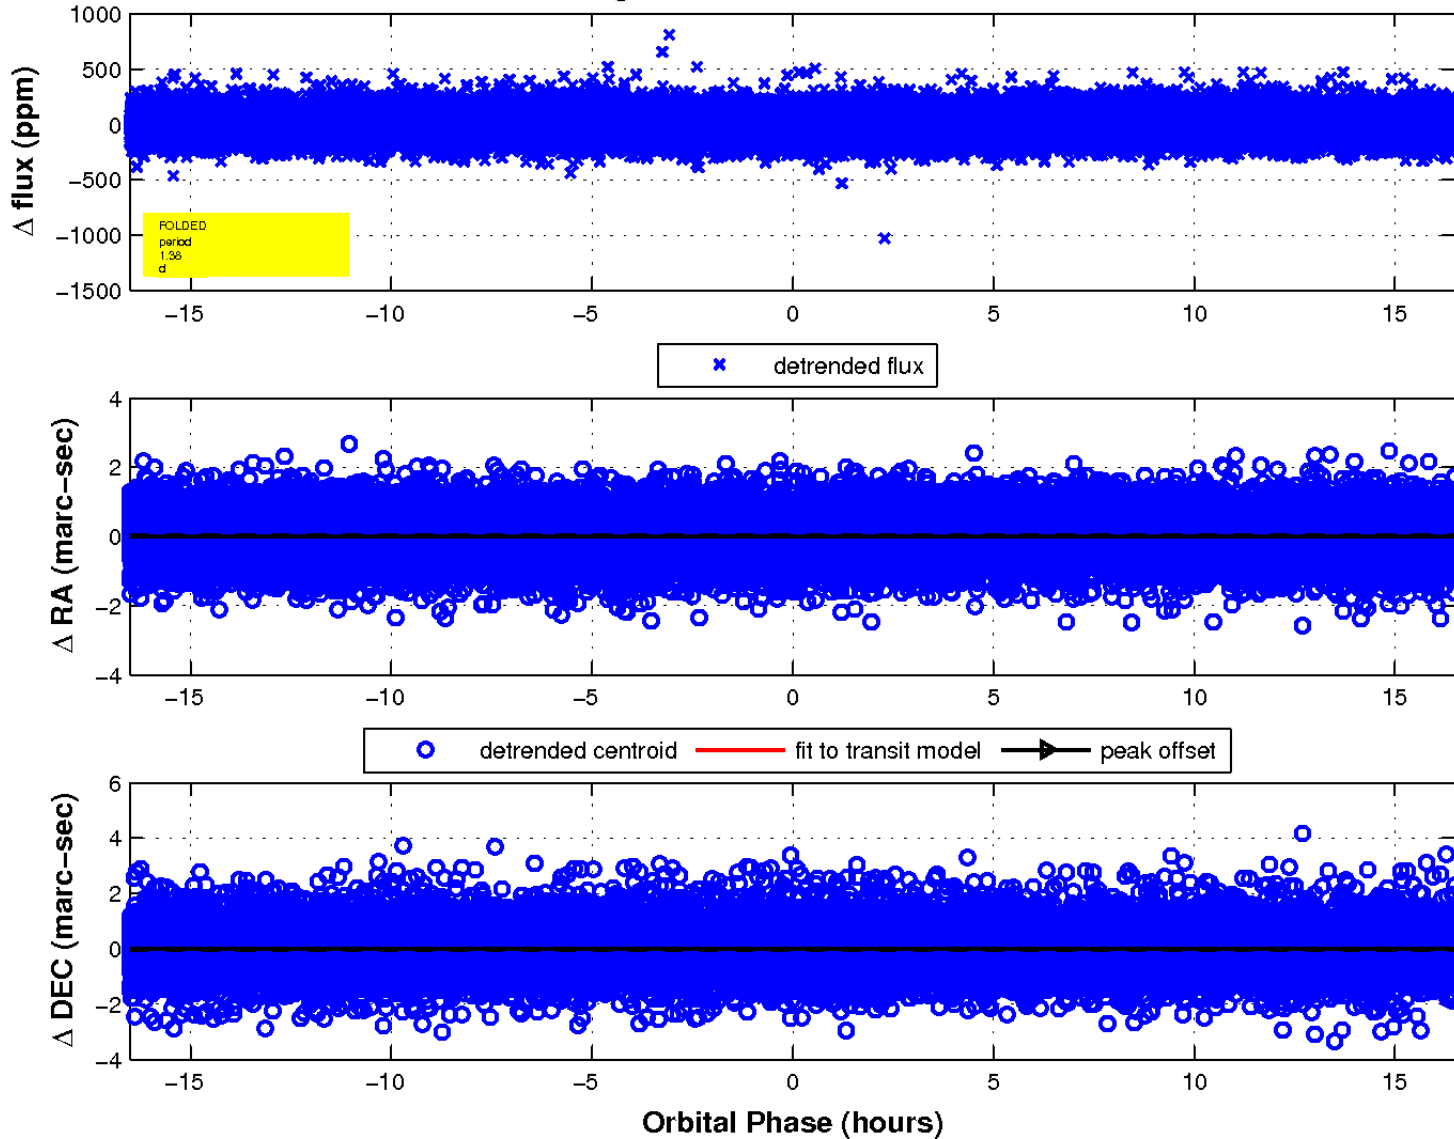 1000
500
0
−500
−1000
−1500
Δ flux (ppm)
FOLDED
period
1.38
d
−15 −10 −5 0 5 10 15
detrended flux
4
2
0
−2
−4
Δ RA (marc−sec)
−15 −10 −5 0 5 10 15
detrended centroid fit to transit model peak offset
6
4
2
0
−2
−4
Δ DEC (marc−sec)
−15 −10 −5 0 5 10 15
Orbital Phase (hours)